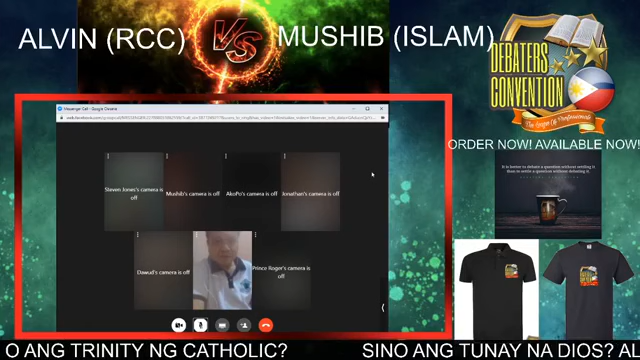 ALVIN (RCC)
VS
MUSHIB (ISLAM)
DEBATERS
CONVENTION
ORDER NOW! AVAILABLE NOW!
It is better to debate a question without settling it
than to settle a question without debating it.
Messenger Call - Google Chrome
Steven Jones's camera is
off
Mushib's camera is off
AkoPo's camera is off
Jonathan's camera is off
Dawud's camera is off
Prince Roger's camera is
off
O ANG TRINITY NG CATHOLIC?
SINO ANG TUNAY NA DIOS? AL